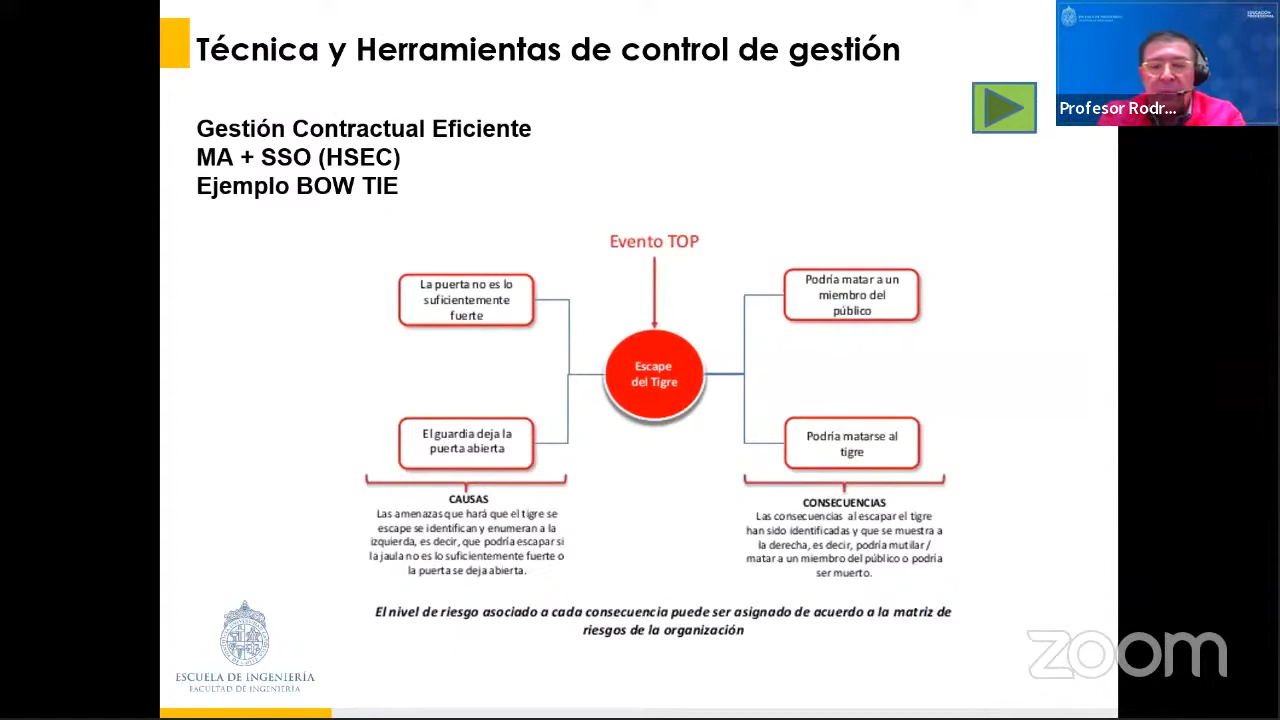 Técnica y Herramientas de control de gestión
ESCUELA DE INGENIERÍA
EDUCACIÓN
PROFESIONAL
Profesor Rodr...
Gestión Contractual Eficiente
MA + SSO (HSEC)
Ejemplo BOW TIE
Evento TOP
La puerta no es lo
suficientemente
fuerte
Podría matar a un
miembro del
público
Escape
del Tigre
El guardia deja la
puerta abierta
Podría matarse al
tigre
CAUSAS
Las amenazas que hará que el tigre se
escape se identifican y enumeran a la
izquierda, es decir, que podría escapar si
la jaula no es lo suficientemente fuerte o
la puerta se deja abierta.
CONSECUENCIAS
Las consecuencias al escapar el tigre
han sido identificadas y que se muestra a
la derecha, es decir, podría mutilar /
matar a un miembro del público o podría
ser muerto.
El nivel de riesgo asociado a cada consecuencia puede ser asignado de acuerdo a la matriz de
riesgos de la organización
ESCUELA DE INGENIERÍA
FACULTAD DE INGENIERÍA
zoom